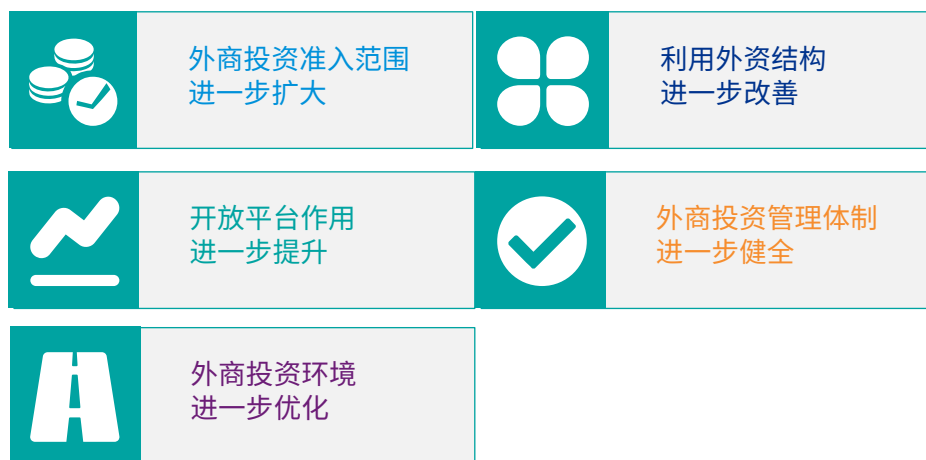 外商投资准入范围
进一步扩大
利用外资结构
进一步改善
开放平台作用
进一步提升
外商投资管理体制
进一步健全
外商投资环境
进一步优化